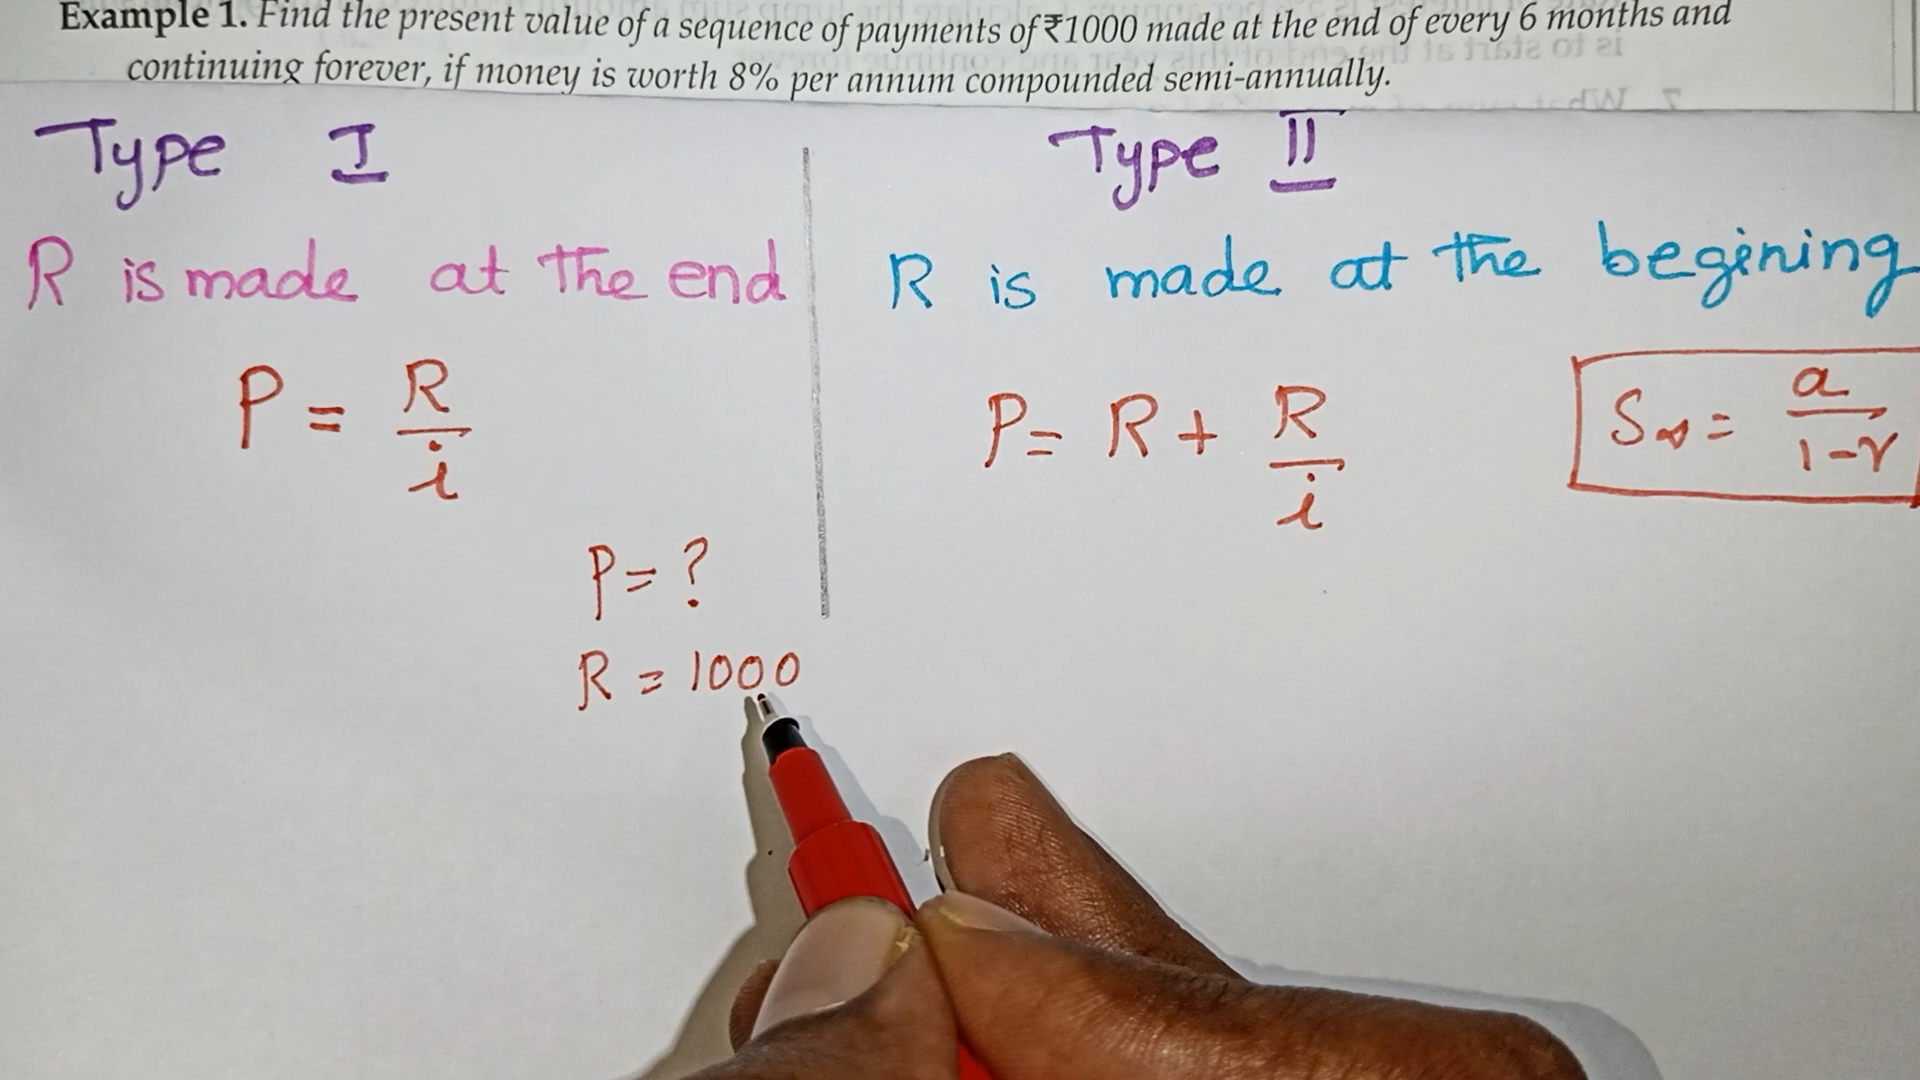 Example 1. Find the present value of a sequence of payments of ₹1000 made at the end of every 6 months and
continuing forever, if money is worth 8% per annum compounded semi-annually.
Type I
R is made at the end
P = R/i
P = ?
R = 1000
Type II
R is made at the begining
P = R + R/i
S∞ = a/1-r